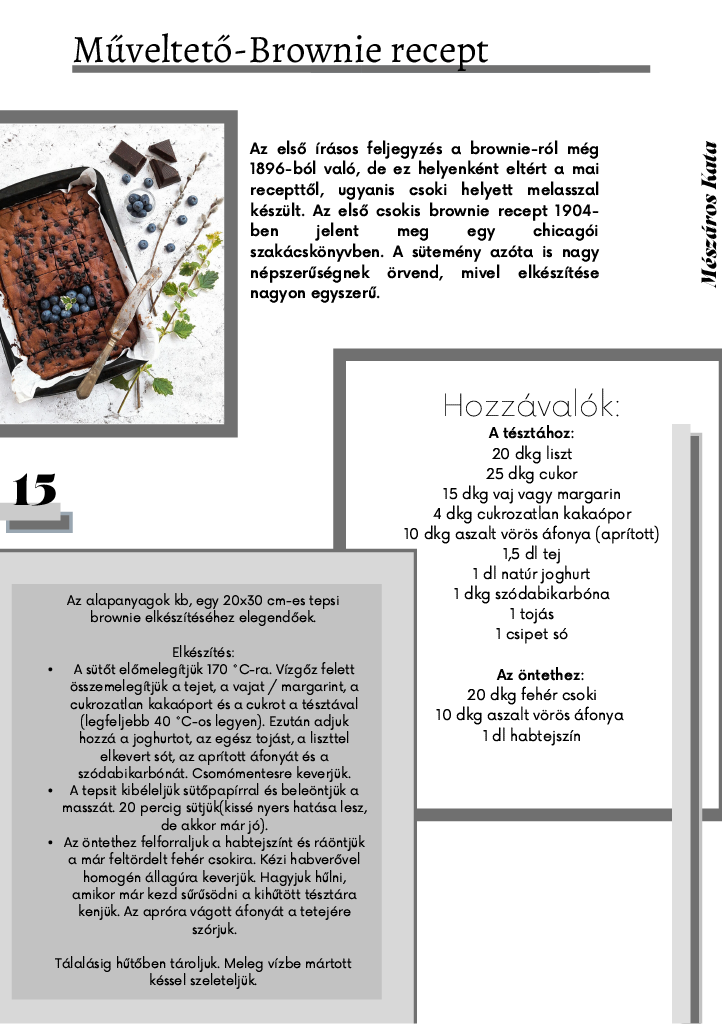 Műveltető-Brownie recept
Az első írásos feljegyzés a brownie-ról még
1896-ból való, de ez helyenként eltért a mai
recepttől, ugyanis csoki helyett melasszal
készült. Az első csokis brownie recept 1904-
ben jelent meg egy chicagói
szakácskönyvben. A sütemény azóta is nagy
népszerűségnek örvend, mivel elkészítése
nagyon egyszerű.
Mészáros Kata
Hozzávalók:
A tésztához:
20 dkg liszt
25 dkg cukor
15 dkg vaj vagy margarin
4 dkg cukrozatlan kakaópor
10 dkg aszalt vörös áfonya (aprított)
1,5 dl tej
1 dl natúr joghurt
1 dkg szódabikarbóna
1 tojás
1 csipet só
Az öntethez:
20 dkg fehér csoki
10 dkg aszalt vörös áfonya
1 dl habtejszín
15
Az alapanyagok kb, egy 20x30 cm-es tepsi
brownie elkészítéséhez elegendőek.
Elkészítés:
• A sütőt előmelegítjük 170 °C-ra. Vízgőz felett
összemelegítjük a tejet, a vajat / margarint, a
cukrozatlan kakaóport és a cukrot a tésztával
(legfeljebb 40 °C-os legyen). Ezután adjuk
hozzá a joghurtot, az egész tojást, a liszttel
elkevert sót, az aprított áfonyát és a
szódabikarbónát. Csomómentesre keverjük.
• A tepsit kibéleljük sütőpapírral és beleöntjük a
masszát. 20 percig sütjük(kissé nyers hatása lesz,
de akkor már jó).
• Az öntethez felforraljuk a habtejszínt és ráöntjük
a már feltördelt fehér csokira. Kézi habverővel
homogén állagúra keverjük. Hagyjuk hűlni,
amikor már kezd sűrűsödni a kihűtött tésztára
kenjük. Az apróra vágott áfonyát a tetejére
szórjuk.
Tálalásig hűtőben tároljuk. Meleg vízbe mártott
késsel szeleteljük.